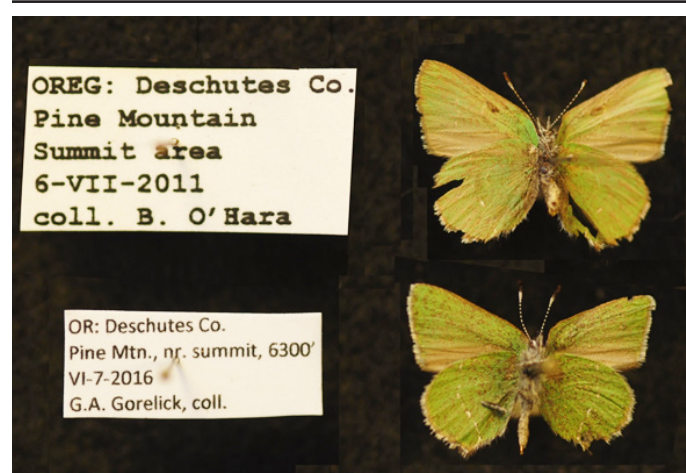 OREG: Deschutes Co.
Pine Mountain
Summit area
6-VII-2011
coll. B. O'Hara
OR: Deschutes Co.
Pine Mtn., nr. summit, 6300'
VI-7-2016
G.A. Gorelick, coll.